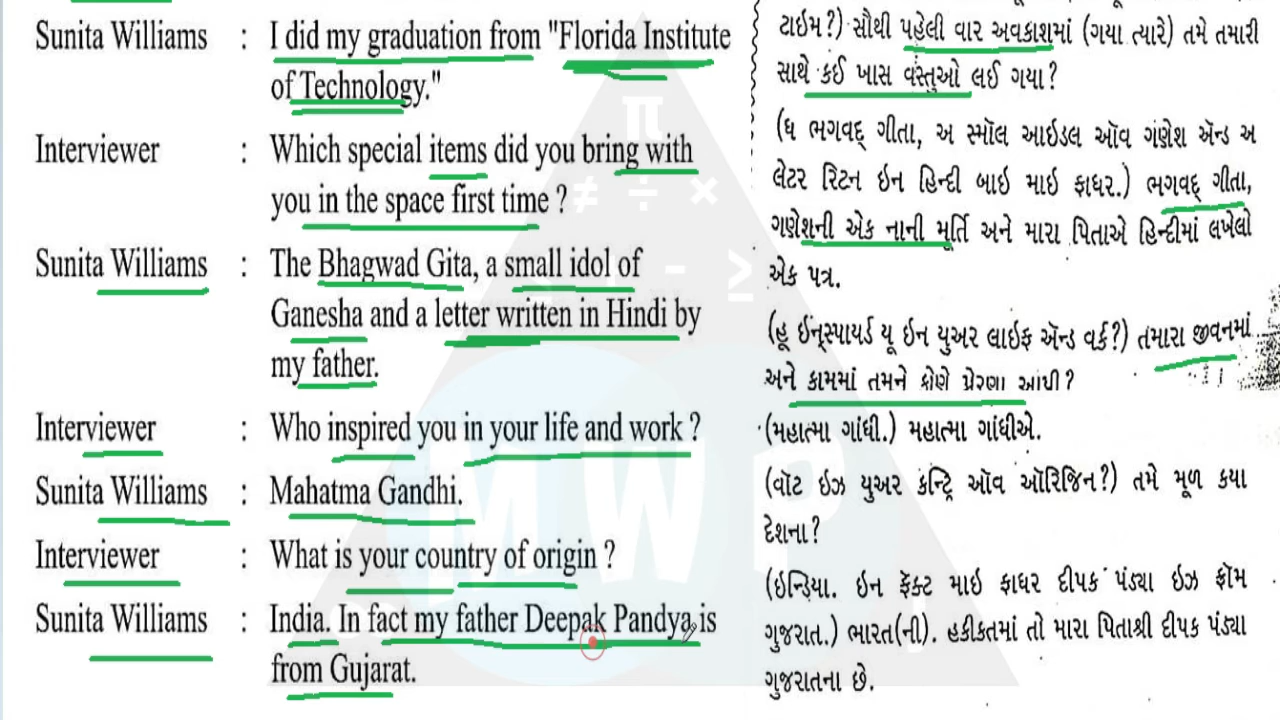 Sunita Williams : I did my graduation from "Florida Institute
of Technology."
Interviewer : Which special items did you bring with
you in the space first time ?
Sunita Williams : The Bhagwad Gita, a small idol of
Ganesha and a letter written in Hindi by
my father.
Interviewer : Who inspired you in your life and work ?
Sunita Williams : Mahatma Gandhi.
Interviewer : What is your country of origin ?
Sunita Williams : India. In fact my father Deepak Pandya is
from Gujarat.
ટાઇમ?) સૌથી પહેલી વાર અવકાશમાં (ગયા ત્યારે) તમે તમારી
સાથે કઈ ખાસ વસ્તુઓ લઈ ગયા?
(ધ ભગવદ્ ગીતા, અ સ્મૉલ આઇડલ ઑવ ગણેશ ઍન્ડ અ
લેટર રિટન ઇન હિન્દી બાઇ માઇ ફાધર.) ભગવદ્ ગીતા,
ગણેશની એક નાની મૂર્તિ અને મારા પિતાએ હિન્દીમાં લખેલો
એક પત્ર.
(હૂ ઇન્સ્પાયર્ડ યૂ ઇન યુઅર લાઇફ ઍન્ડ વર્ક?) તમારા જીવનમાં
અને કામમાં તમને કોણે પ્રેરણા આપી?
(મહાત્મા ગાંધી.) મહાત્મા ગાંધીએ.
(વૉટ ઇઝ યુઅર કન્ટ્રિ ઑવ ઑરિજિન?) તમે મૂળ કયા
દેશના?
(ઇન્ડિયા. ઇન ફૅક્ટ માઇ ફાધર દીપક પંડ્યા ઇઝ ફ્રૉમ
ગુજરાત.) ભારત(ની). હકીકતમાં તો મારા પિતાશ્રી દીપક પંડ્યા
ગુજરાતના છે.
π
≠ ÷ ×
- ≥
MWP